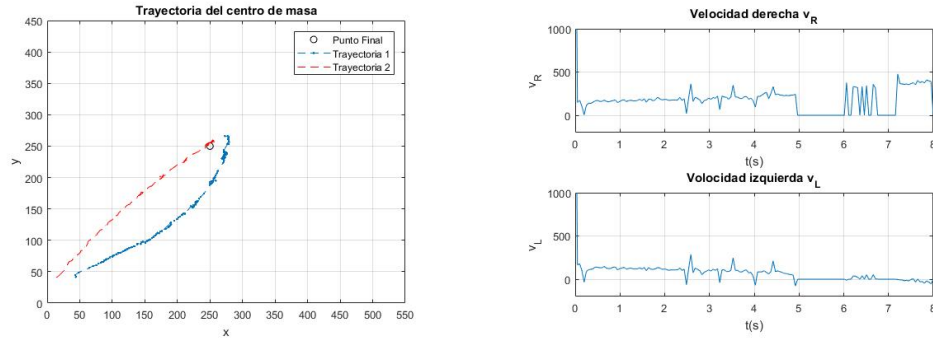 Trayectoria del centro de masa
450
400
350
300
250
200
150
100
50
0
y
0 50 100 150 200 250 300 350 400 450 500 550
x
Punto Final
Trayectoria 1
Trayectoria 2
Velocidad derecha v_R
1000
500
0
v_R
0 1 2 3 4 5 6 7 8
t(s)
Volocidad izquierda v_L
1000
500
0
v_L
0 1 2 3 4 5 6 7 8
t(s)